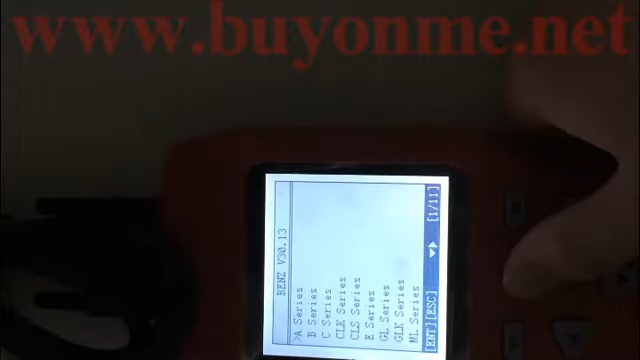 www.buyonme.net
BENZ V30.13
>A Series
B Series
C Series
CLK Series
CLS Series
E Series
GL Series
GLK Series
ML Series
[ENT][ESC] [1/11]